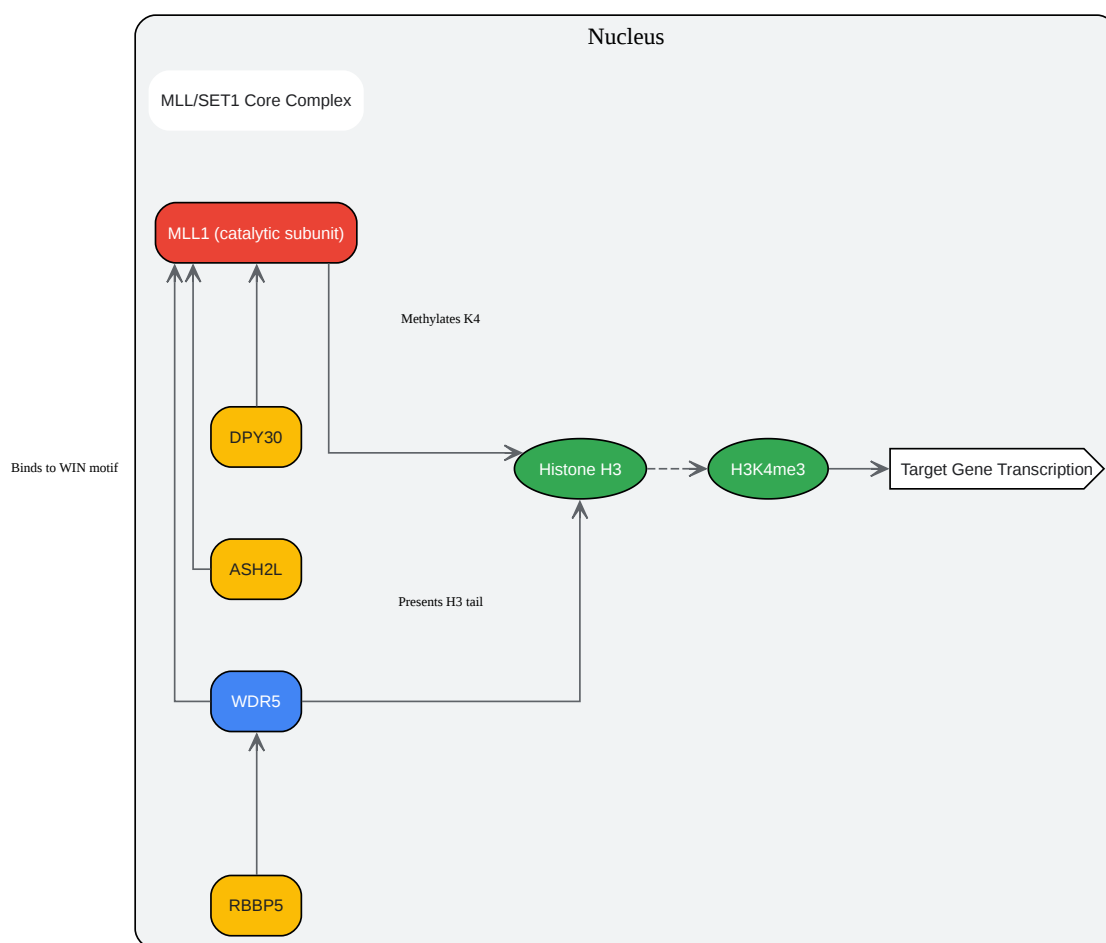 Nucleus
MLL/SET1 Core Complex
MLL1 (catalytic subunit)
Methylates K4
DPY30
Binds to WIN motif
Histone H3
H3K4me3
Target Gene Transcription
ASH2L
Presents H3 tail
WDR5
RBBP5